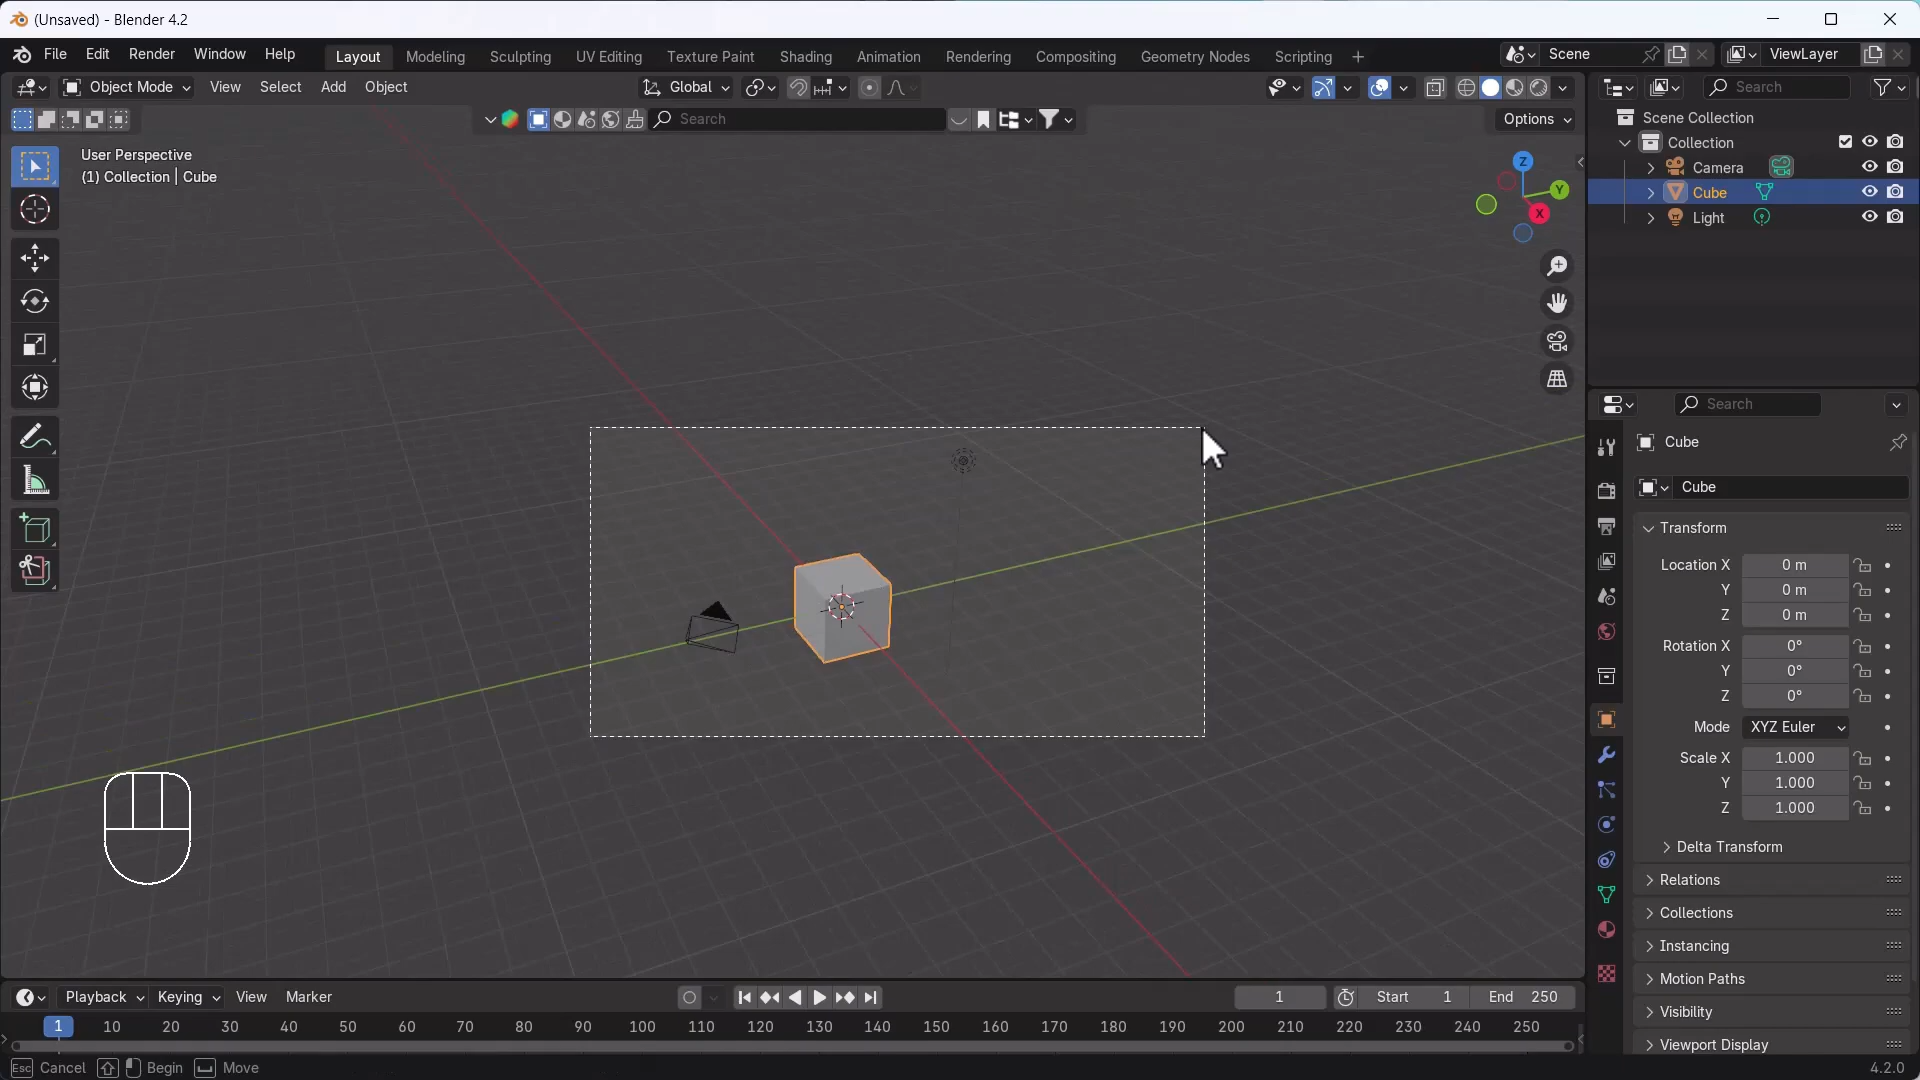 (Unsaved) - Blender 4.2
File Edit Render Window Help Layout Modeling Sculpting UV Editing Texture Paint Shading Animation Rendering Compositing Geometry Nodes Scripting + Scene ViewLayer
Object Mode View Select Add Object Global
Search Options
User Perspective
(1) Collection | Cube
Z
Y
X
Search
Scene Collection
Collection
Camera
Cube
Light
Search
Cube
Cube
Transform
Location X 0 m
Y 0 m
Z 0 m
Rotation X 0°
Y 0°
Z 0°
Mode XYZ Euler
Scale X 1.000
Y 1.000
Z 1.000
Delta Transform
Relations
Collections
Instancing
Motion Paths
Visibility
Viewport Display
Playback Keying View Marker 1 Start 1 End 250
1 10 20 30 40 50 60 70 80 90 100 110 120 130 140 150 160 170 180 190 200 210 220 230 240 250
Esc Cancel Begin Move 4.2.0